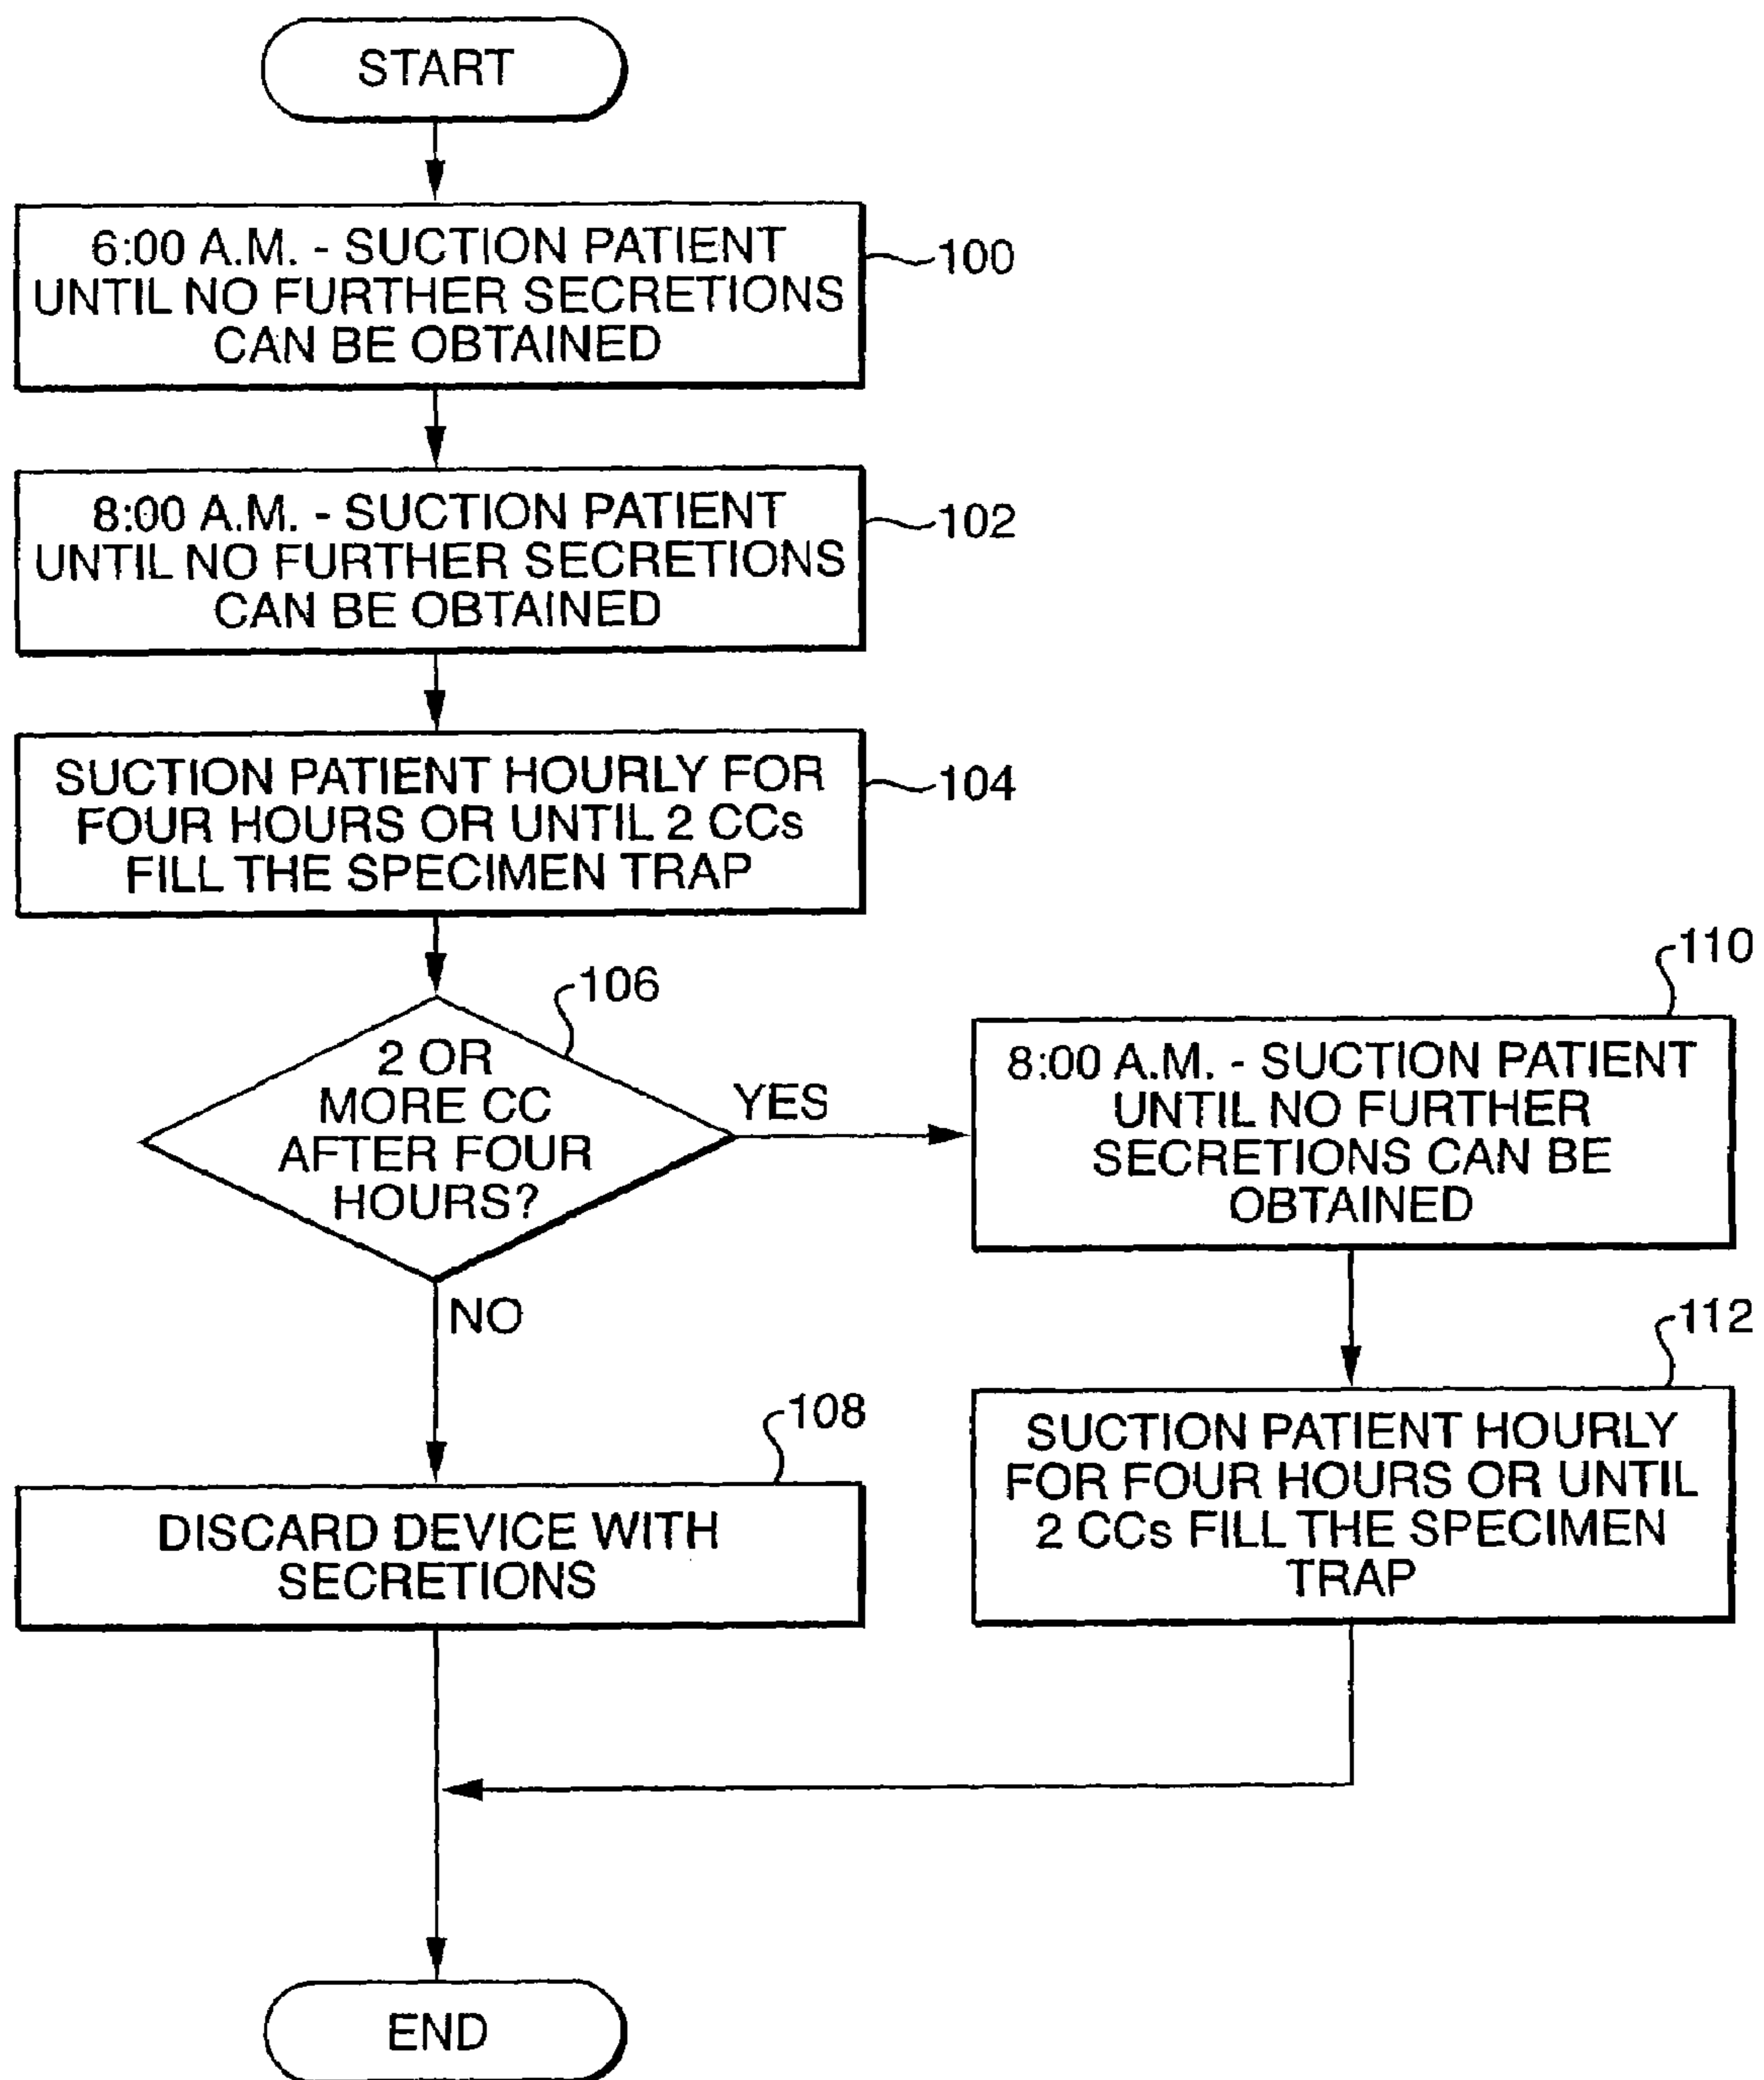 START
6:00 A.M. - SUCTION PATIENT
UNTIL NO FURTHER SECRETIONS
CAN BE OBTAINED
100
8:00 A.M. - SUCTION PATIENT
UNTIL NO FURTHER SECRETIONS
CAN BE OBTAINED
102
SUCTION PATIENT HOURLY FOR
FOUR HOURS OR UNTIL 2 CCs
FILL THE SPECIMEN TRAP
104
2 OR
MORE CC
AFTER FOUR
HOURS?
106
YES
NO
8:00 A.M. - SUCTION PATIENT
UNTIL NO FURTHER
SECRETIONS CAN BE
OBTAINED
110
SUCTION PATIENT HOURLY
FOR FOUR HOURS OR UNTIL
2 CCs FILL THE SPECIMEN
TRAP
112
DISCARD DEVICE WITH
SECRETIONS
108
END